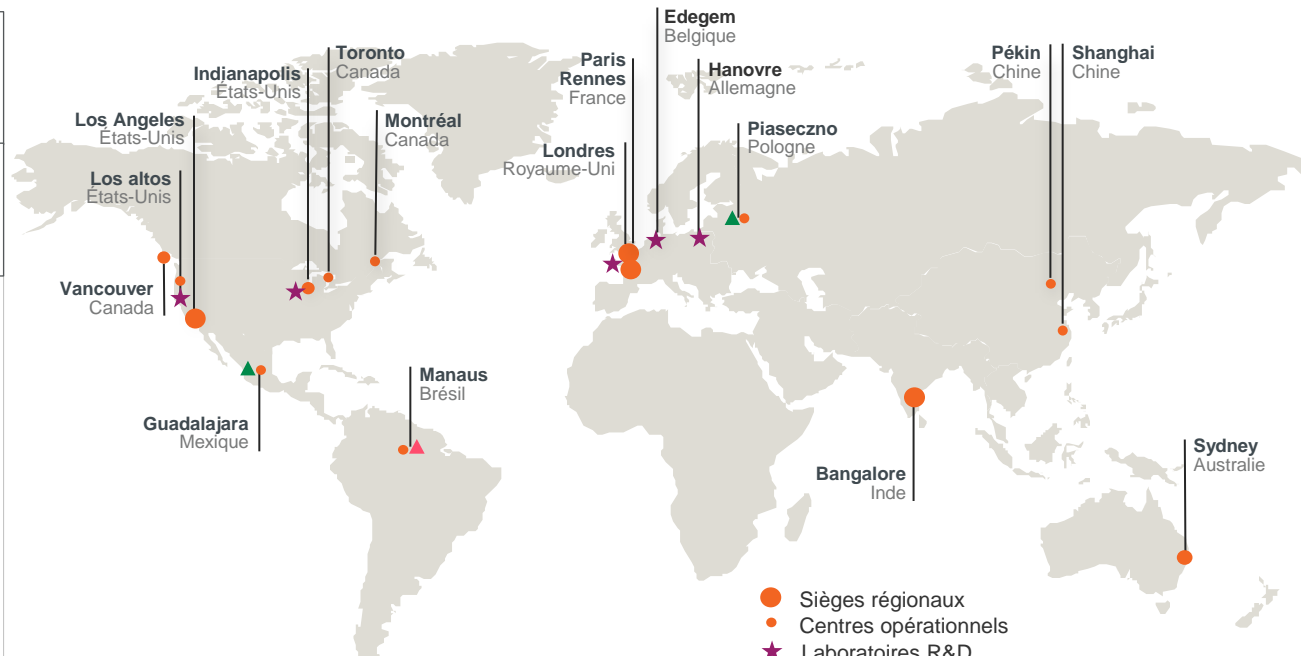 Edegem
Belgique
Toronto
Canada
Indianapolis
États-Unis
Paris
Rennes
France
Hanovre
Allemagne
Pékin
Chine
Shanghai
Chine
Los Angeles
États-Unis
Montréal
Canada
Piaseczno
Pologne
Londres
Royaume-Uni
Los altos
États-Unis
Vancouver
Canada
Manaus
Brésil
Guadalajara
Mexique
Bangalore
Inde
Sydney
Australie
Sièges régionaux
Centres opérationnels
Laboratoires R&D